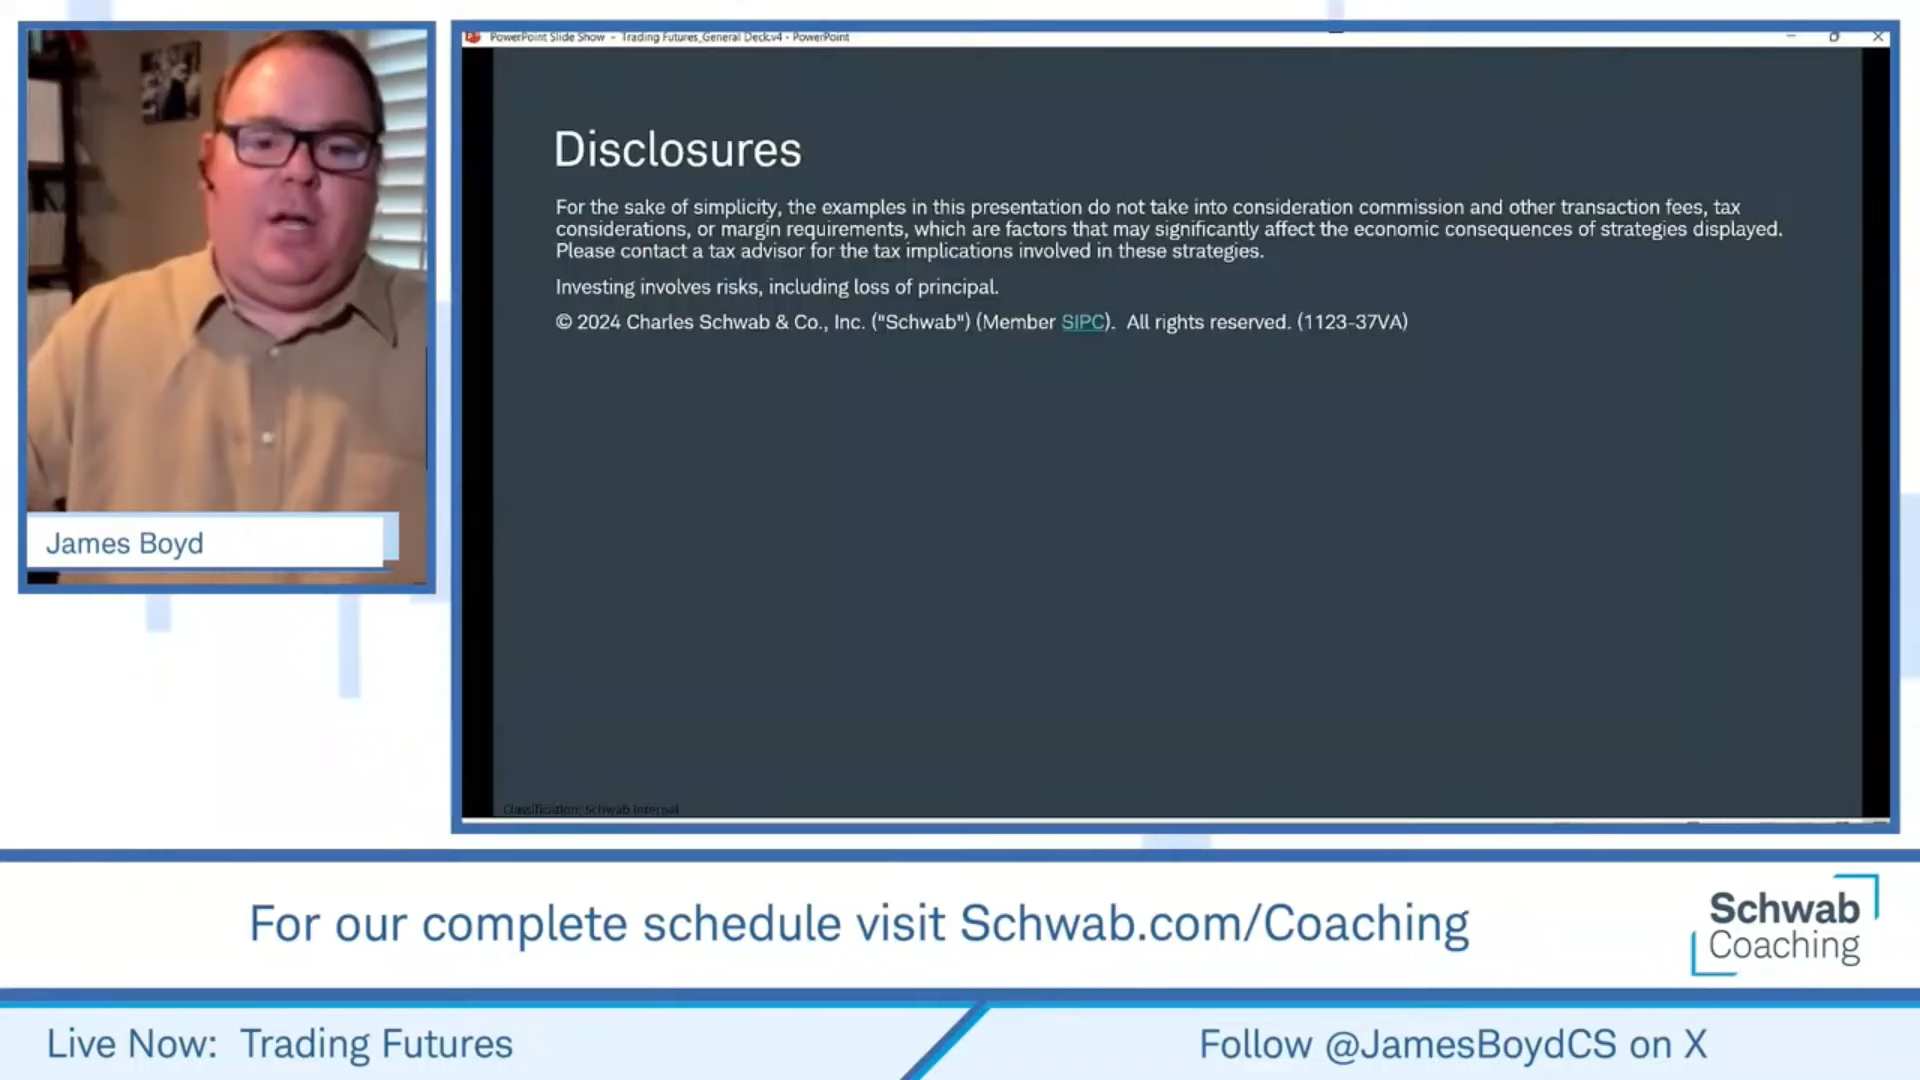 PowerPoint Slide Show - Trading Futures_General Deck.v4 - PowerPoint
Disclosures
For the sake of simplicity, the examples in this presentation do not take into consideration commission and other transaction fees, tax
considerations, or margin requirements, which are factors that may significantly affect the economic consequences of strategies displayed.
Please contact a tax advisor for the tax implications involved in these strategies.
Investing involves risks, including loss of principal.
© 2024 Charles Schwab & Co., Inc. ("Schwab") (Member SIPC). All rights reserved. (1123-37VA)
Classification: Schwab Internal
James Boyd
For our complete schedule visit Schwab.com/Coaching
Schwab
Coaching
Live Now: Trading Futures
Follow @JamesBoydCS on X